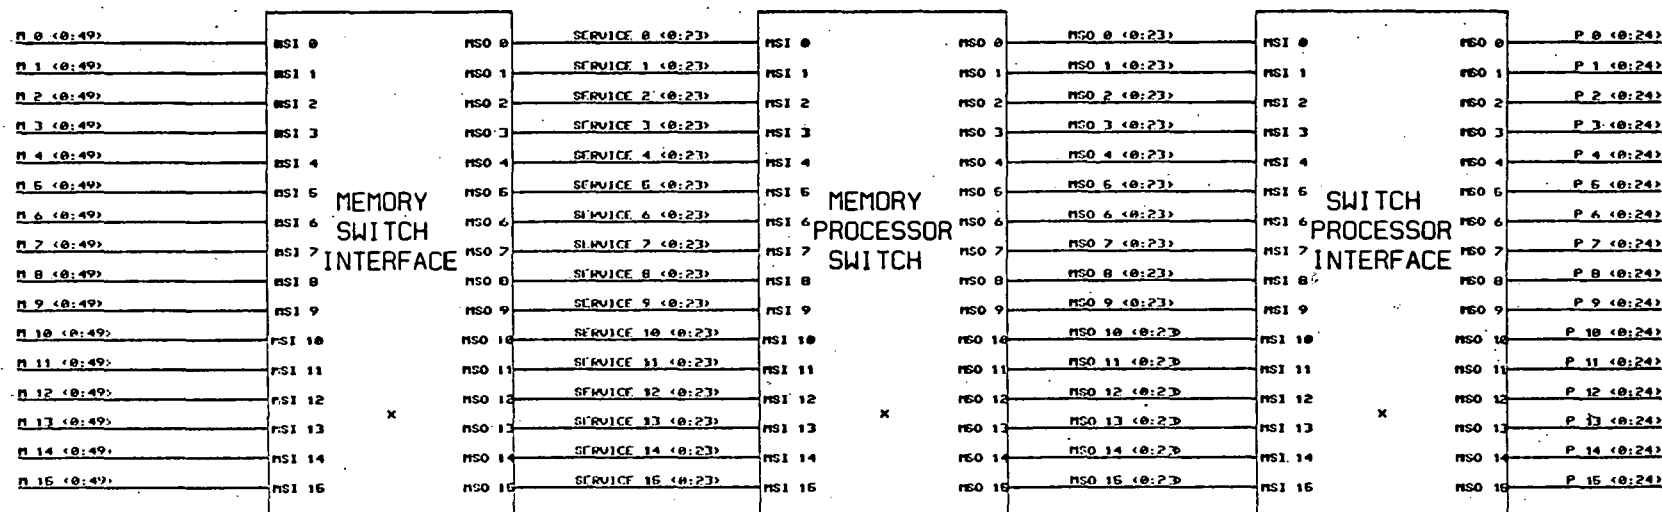 M 0 <0:49> MSI 0 MSO 0 SERVICE 0 <0:23> MSI 0 MSO 0 MSO 0 <0:23> MSI 0 MSO 0 P 0 <0:24>
M 1 <0:49> MSI 1 MSO 1 SERVICE 1 <0:23> MSI 1 MSO 1 MSO 1 <0:23> MSI 1 MSO 1 P 1 <0:24>
M 2 <0:49> MSI 2 MSO 2 SERVICE 2 <0:23> MSI 2 MSO 2 MSO 2 <0:23> MSI 2 MSO 2 P 2 <0:24>
M 3 <0:49> MSI 3 MSO 3 SERVICE 3 <0:23> MSI 3 MSO 3 MSO 3 <0:23> MSI 3 MSO 3 P 3 <0:24>
M 4 <0:49> MSI 4 MSO 4 SERVICE 4 <0:23> MSI 4 MSO 4 MSO 4 <0:23> MSI 4 MSO 4 P 4 <0:24>
M 5 <0:49> MSI 5 MSO 5 SERVICE 5 <0:23> MSI 5 MSO 5 MSO 5 <0:23> MSI 5 MSO 5 P 5 <0:24>
M 6 <0:49> MSI 6 MSO 6 SERVICE 6 <0:23> MSI 6 MSO 6 MSO 6 <0:23> MSI 6 MSO 6 P 6 <0:24>
M 7 <0:49> MSI 7 MSO 7 SERVICE 7 <0:23> MSI 7 MSO 7 MSO 7 <0:23> MSI 7 MSO 7 P 7 <0:24>
M 8 <0:49> MSI 8 MSO 8 SERVICE 8 <0:23> MSI 8 MSO 8 MSO 8 <0:23> MSI 8 MSO 8 P 8 <0:24>
M 9 <0:49> MSI 9 MSO 9 SERVICE 9 <0:23> MSI 9 MSO 9 MSO 9 <0:23> MSI 9 MSO 9 P 9 <0:24>
M 10 <0:49> MSI 10 MSO 10 SERVICE 10 <0:23> MSI 10 MSO 10 MSO 10 <0:23> MSI 10 MSO 10 P 10 <0:24>
M 11 <0:49> MSI 11 MSO 11 SERVICE 11 <0:23> MSI 11 MSO 11 MSO 11 <0:23> MSI 11 MSO 11 P 11 <0:24>
M 12 <0:49> MSI 12 MSO 12 SERVICE 12 <0:23> MSI 12 MSO 12 MSO 12 <0:23> MSI 12 MSO 12 P 12 <0:24>
M 13 <0:49> MSI 13 MSO 13 SERVICE 13 <0:23> MSI 13 MSO 13 MSO 13 <0:23> MSI 13 MSO 13 P 13 <0:24>
M 14 <0:49> MSI 14 MSO 14 SERVICE 14 <0:23> MSI 14 MSO 14 MSO 14 <0:23> MSI 14 MSO 14 P 14 <0:24>
M 15 <0:49> MSI 15 MSO 15 SERVICE 15 <0:23> MSI 15 MSO 15 MSO 15 <0:23> MSI 15 MSO 15 P 15 <0:24>
MEMORY
SWITCH
INTERFACE
x
MEMORY
PROCESSOR
SWITCH
x
SWITCH
PROCESSOR
INTERFACE
x